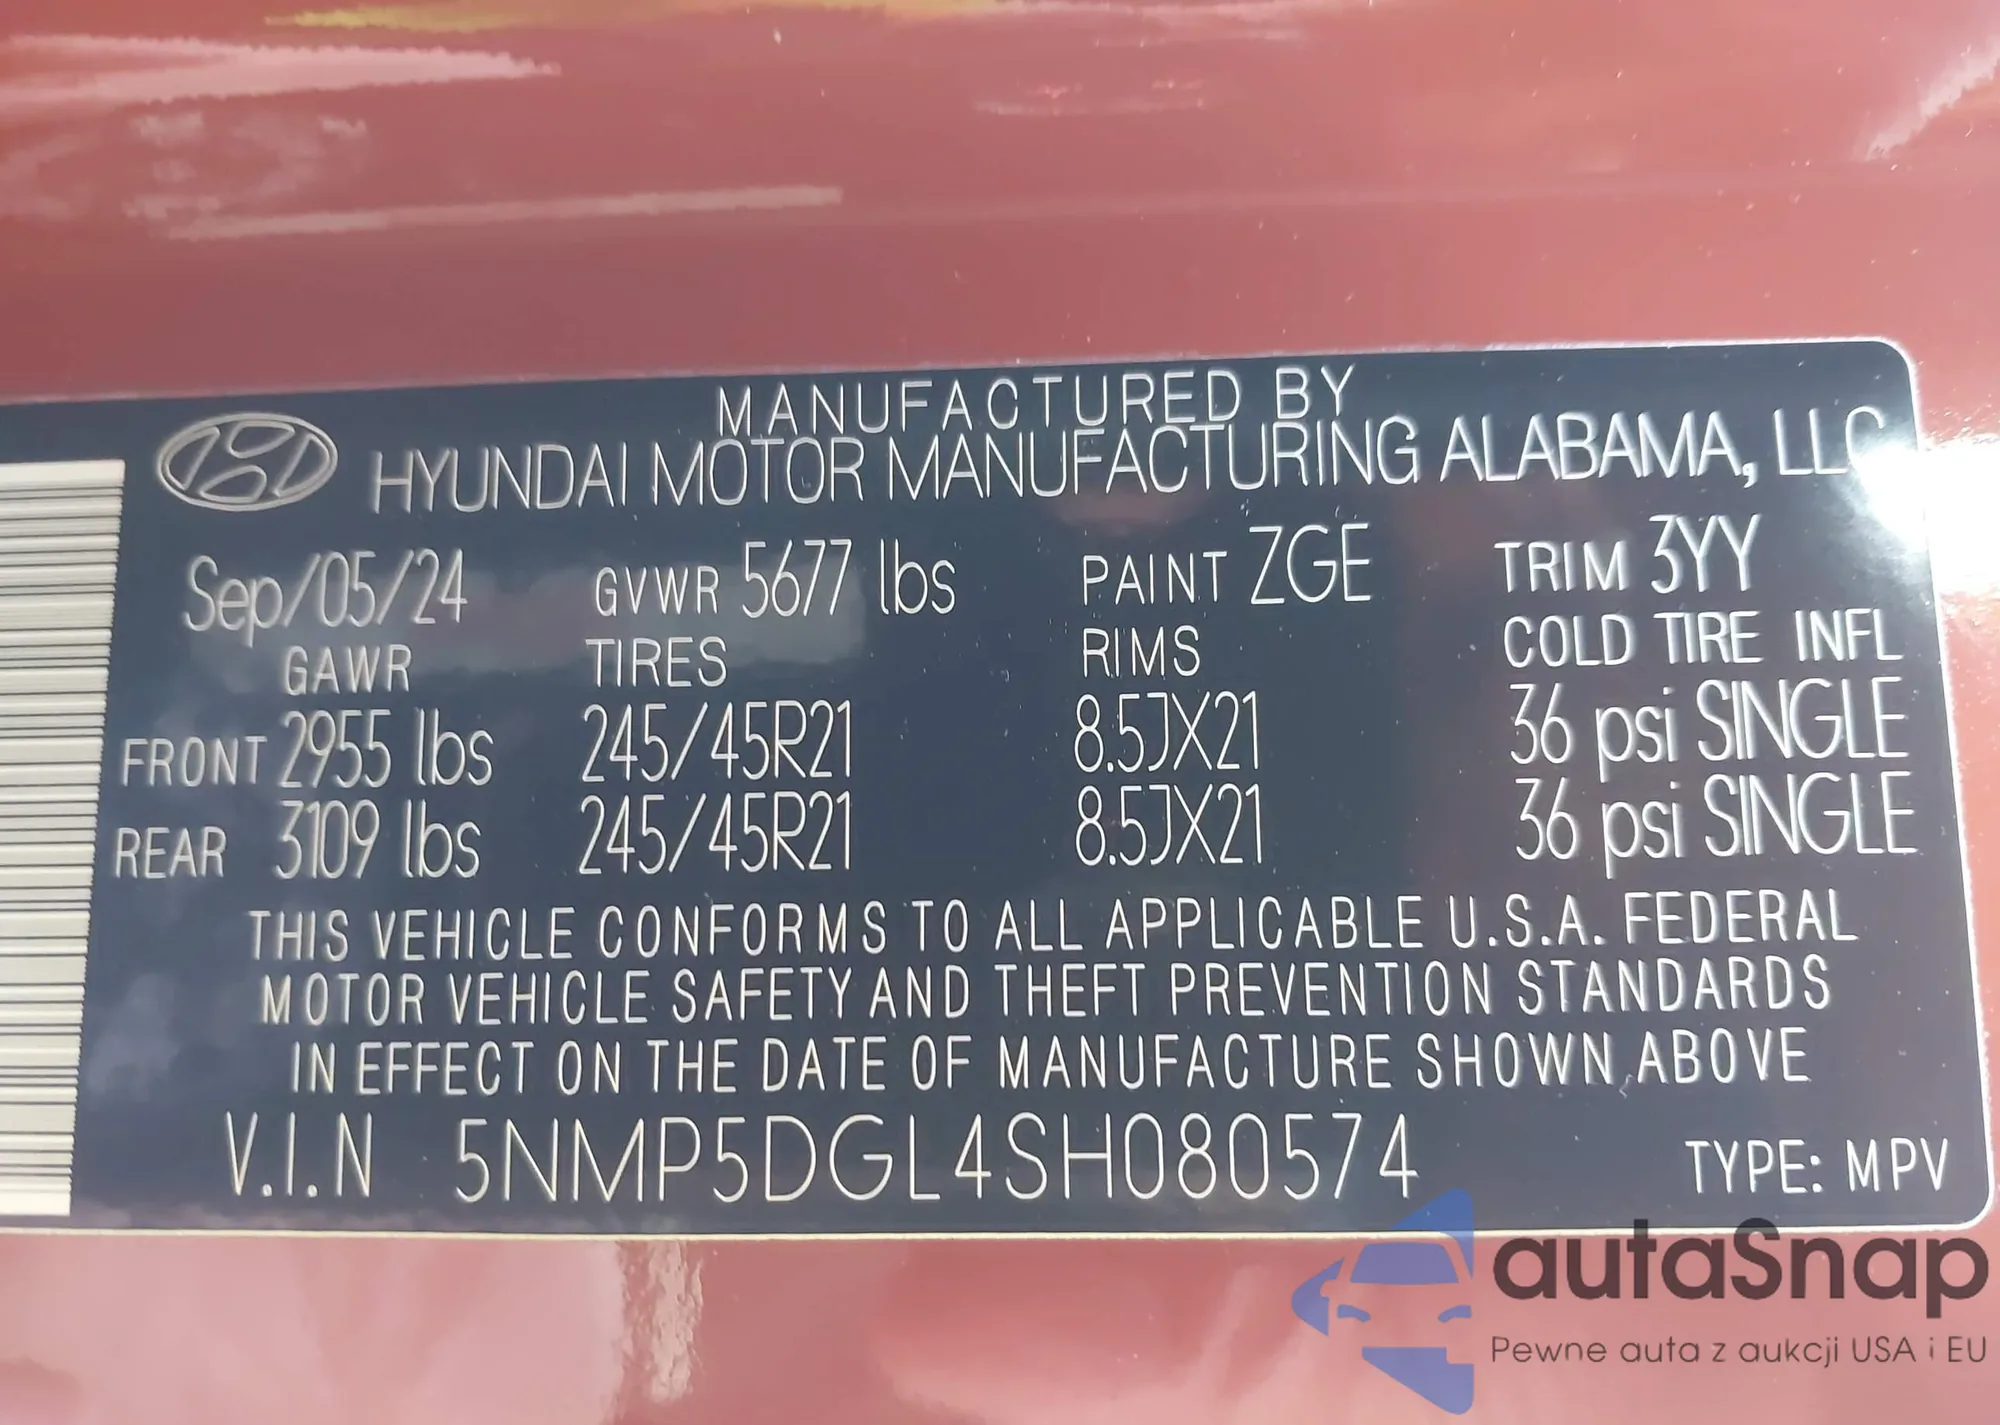 MANUFACTURED BY
HYUNDAI MOTOR MANUFACTURING ALABAMA, LLC
Sep/05/24 GVWR 5677 lbs PAINT ZGE TRIM 3YY
GAWR TIRES RIMS COLD TIRE INFL
FRONT 2955 lbs 245/45R21 8.5JX21 36 psi SINGLE
REAR 3109 lbs 245/45R21 8.5JX21 36 psi SINGLE
THIS VEHICLE CONFORMS TO ALL APPLICABLE U.S.A. FEDERAL
MOTOR VEHICLE SAFETY AND THEFT PREVENTION STANDARDS
IN EFFECT ON THE DATE OF MANUFACTURE SHOWN ABOVE
V.I.N 5NMP5DGL4SH080574 TYPE: MPV
autaSnap
Pewne auta z aukcji USA i EU